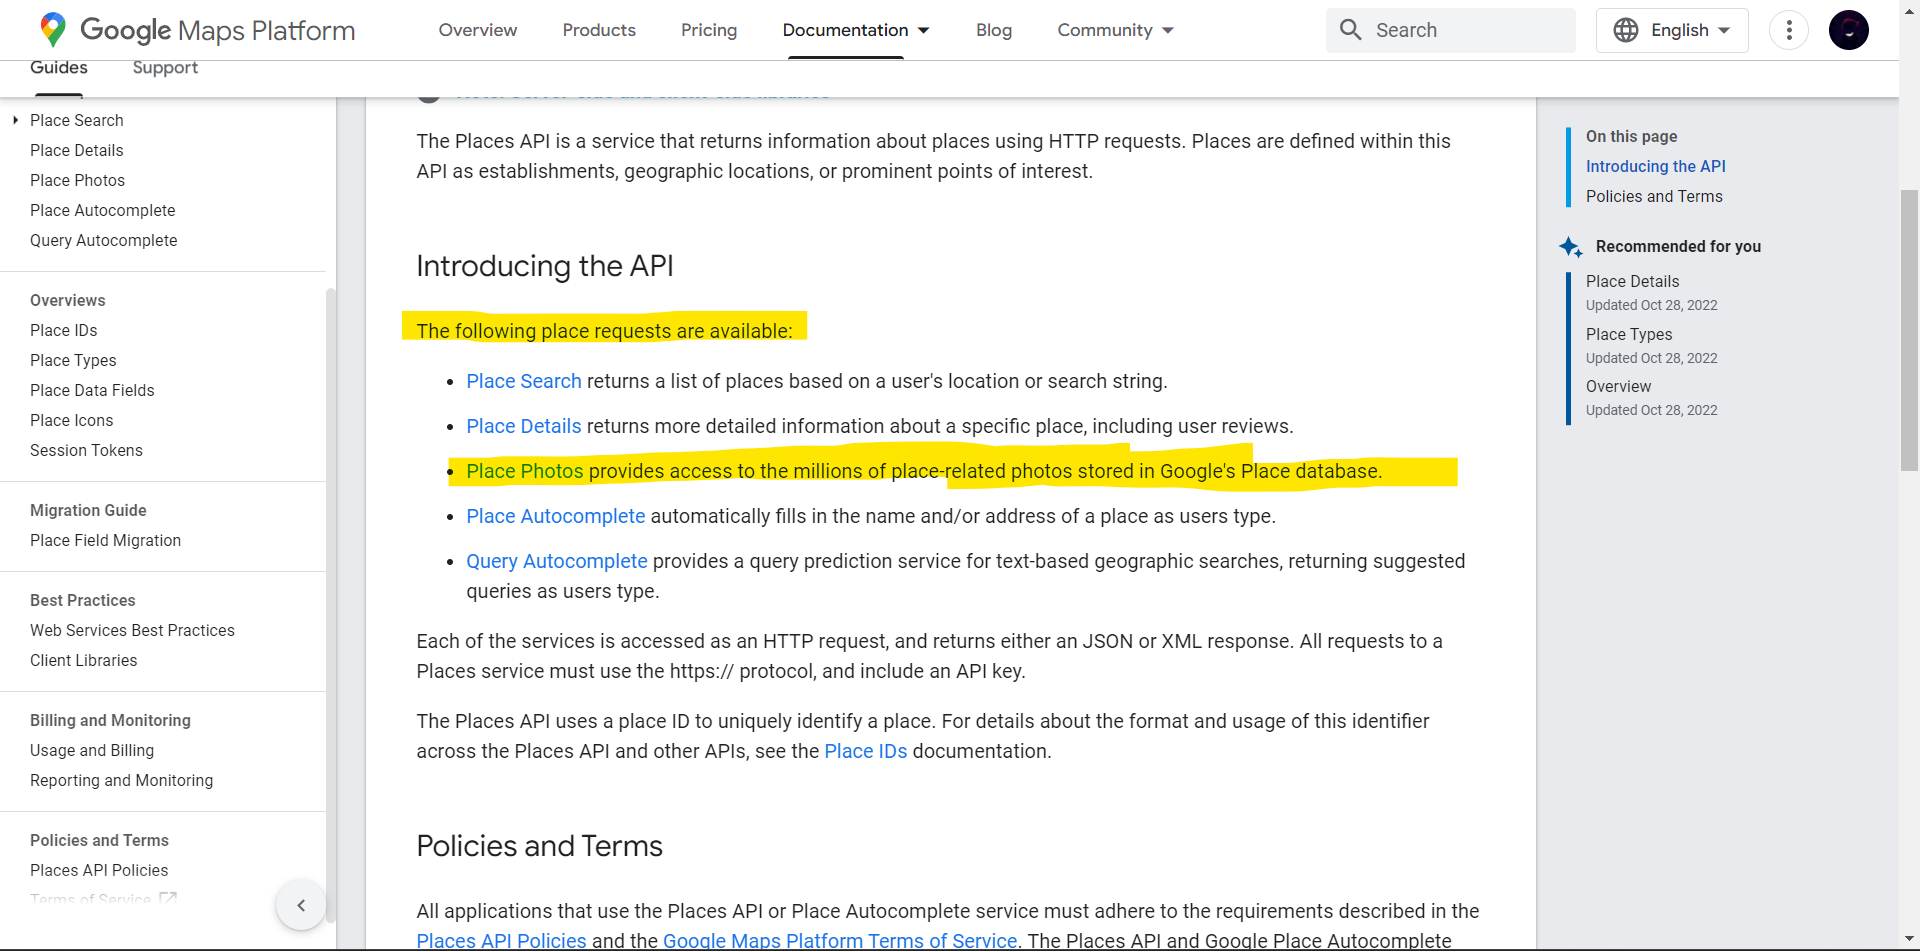 Google Maps Platform
Overview
Products
Pricing
Documentation
Blog
Community
Search
English
Guides
Support
Place Search
Place Details
Place Photos
Place Autocomplete
Query Autocomplete
Overviews
Place IDs
Place Types
Place Data Fields
Place Icons
Session Tokens
Migration Guide
Place Field Migration
Best Practices
Web Services Best Practices
Client Libraries
Billing and Monitoring
Usage and Billing
Reporting and Monitoring
Policies and Terms
Places API Policies
Terms of Service
The Places API is a service that returns information about places using HTTP requests. Places are defined within this
API as establishments, geographic locations, or prominent points of interest.
Introducing the API
The following place requests are available:
• Place Search returns a list of places based on a user's location or search string.
• Place Details returns more detailed information about a specific place, including user reviews.
• Place Photos provides access to the millions of place-related photos stored in Google's Place database.
• Place Autocomplete automatically fills in the name and/or address of a place as users type.
• Query Autocomplete provides a query prediction service for text-based geographic searches, returning suggested
queries as users type.
Each of the services is accessed as an HTTP request, and returns either an JSON or XML response. All requests to a
Places service must use the https:// protocol, and include an API key.
The Places API uses a place ID to uniquely identify a place. For details about the format and usage of this identifier
across the Places API and other APIs, see the Place IDs documentation.
Policies and Terms
All applications that use the Places API or Place Autocomplete service must adhere to the requirements described in the
Places API Policies and the Google Maps Platform Terms of Service. The Places API and Google Place Autocomplete
On this page
Introducing the API
Policies and Terms
Recommended for you
Place Details
Updated Oct 28, 2022
Place Types
Updated Oct 28, 2022
Overview
Updated Oct 28, 2022